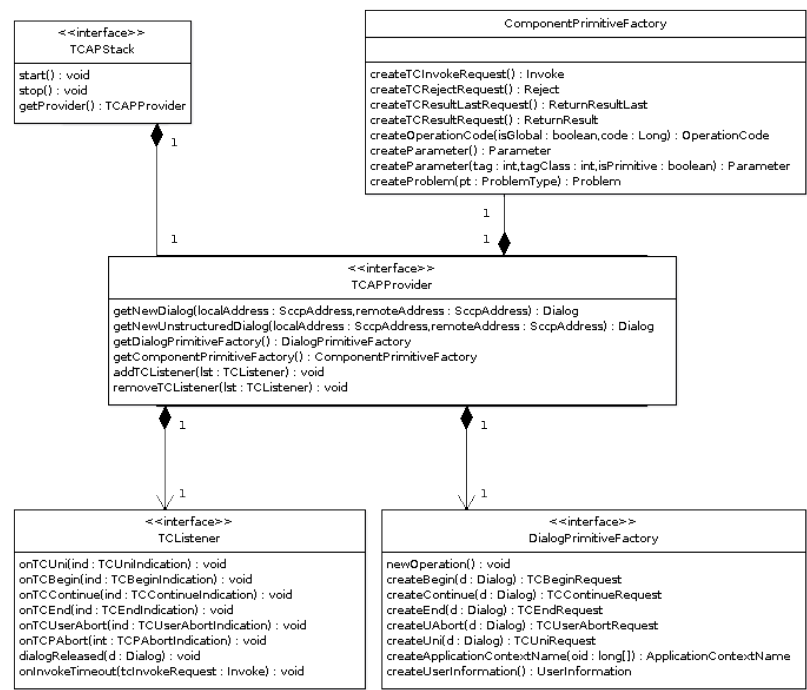 <<interface>>
TCAPStack
start() : void
stop() : void
getProvider() : TCAPProvider
ComponentPrimitiveFactory
createTCInvokeRequest() : Invoke
createTCRejectRequest() : Reject
createTCResultLastRequest() : ReturnResultLast
createTCResultRequest() : ReturnResult
createOperationCode(isGlobal : boolean,code : Long) : OperationCode
createParameter() : Parameter
createParameter(tag : int,tagClass : int,isPrimitive : boolean) : Parameter
createProblem(pt : ProblemType) : Problem
1
1
1
1
<<interface>>
TCAPProvider
getNewDialog(localAddress : SccpAddress,remoteAddress : SccpAddress) : Dialog
getNewUnstructuredDialog(localAddress : SccpAddress,remoteAddress : SccpAddress) : Dialog
getDialogPrimitiveFactory() : DialogPrimitiveFactory
getComponentPrimitiveFactory() : ComponentPrimitiveFactory
addTCListener(lst : TCListener) : void
removeTCListener(lst : TCListener) : void
1
1
1
1
<<interface>>
TCListener
onTCUni(ind : TCUniIndication) : void
onTCBegin(ind : TCBeginIndication) : void
onTCContinue(ind : TCContinueIndication) : void
onTCEnd(ind : TCEndIndication) : void
onTCUserAbort(ind : TCUserAbortIndication) : void
onTCPAbort(int : TCPAbortIndication) : void
dialogReleased(d : Dialog) : void
onInvokeTimeout(tcInvokeRequest : Invoke) : void
<<interface>>
DialogPrimitiveFactory
newOperation() : void
createBegin(d : Dialog) : TCBeginRequest
createContinue(d : Dialog) : TCContinueRequest
createEnd(d : Dialog) : TCEndRequest
createUAbort(d : Dialog) : TCUserAbortRequest
createUni(d : Dialog) : TCUniRequest
createApplicationContextName(oid : long[]) : ApplicationContextName
createUserInformation() : UserInformation